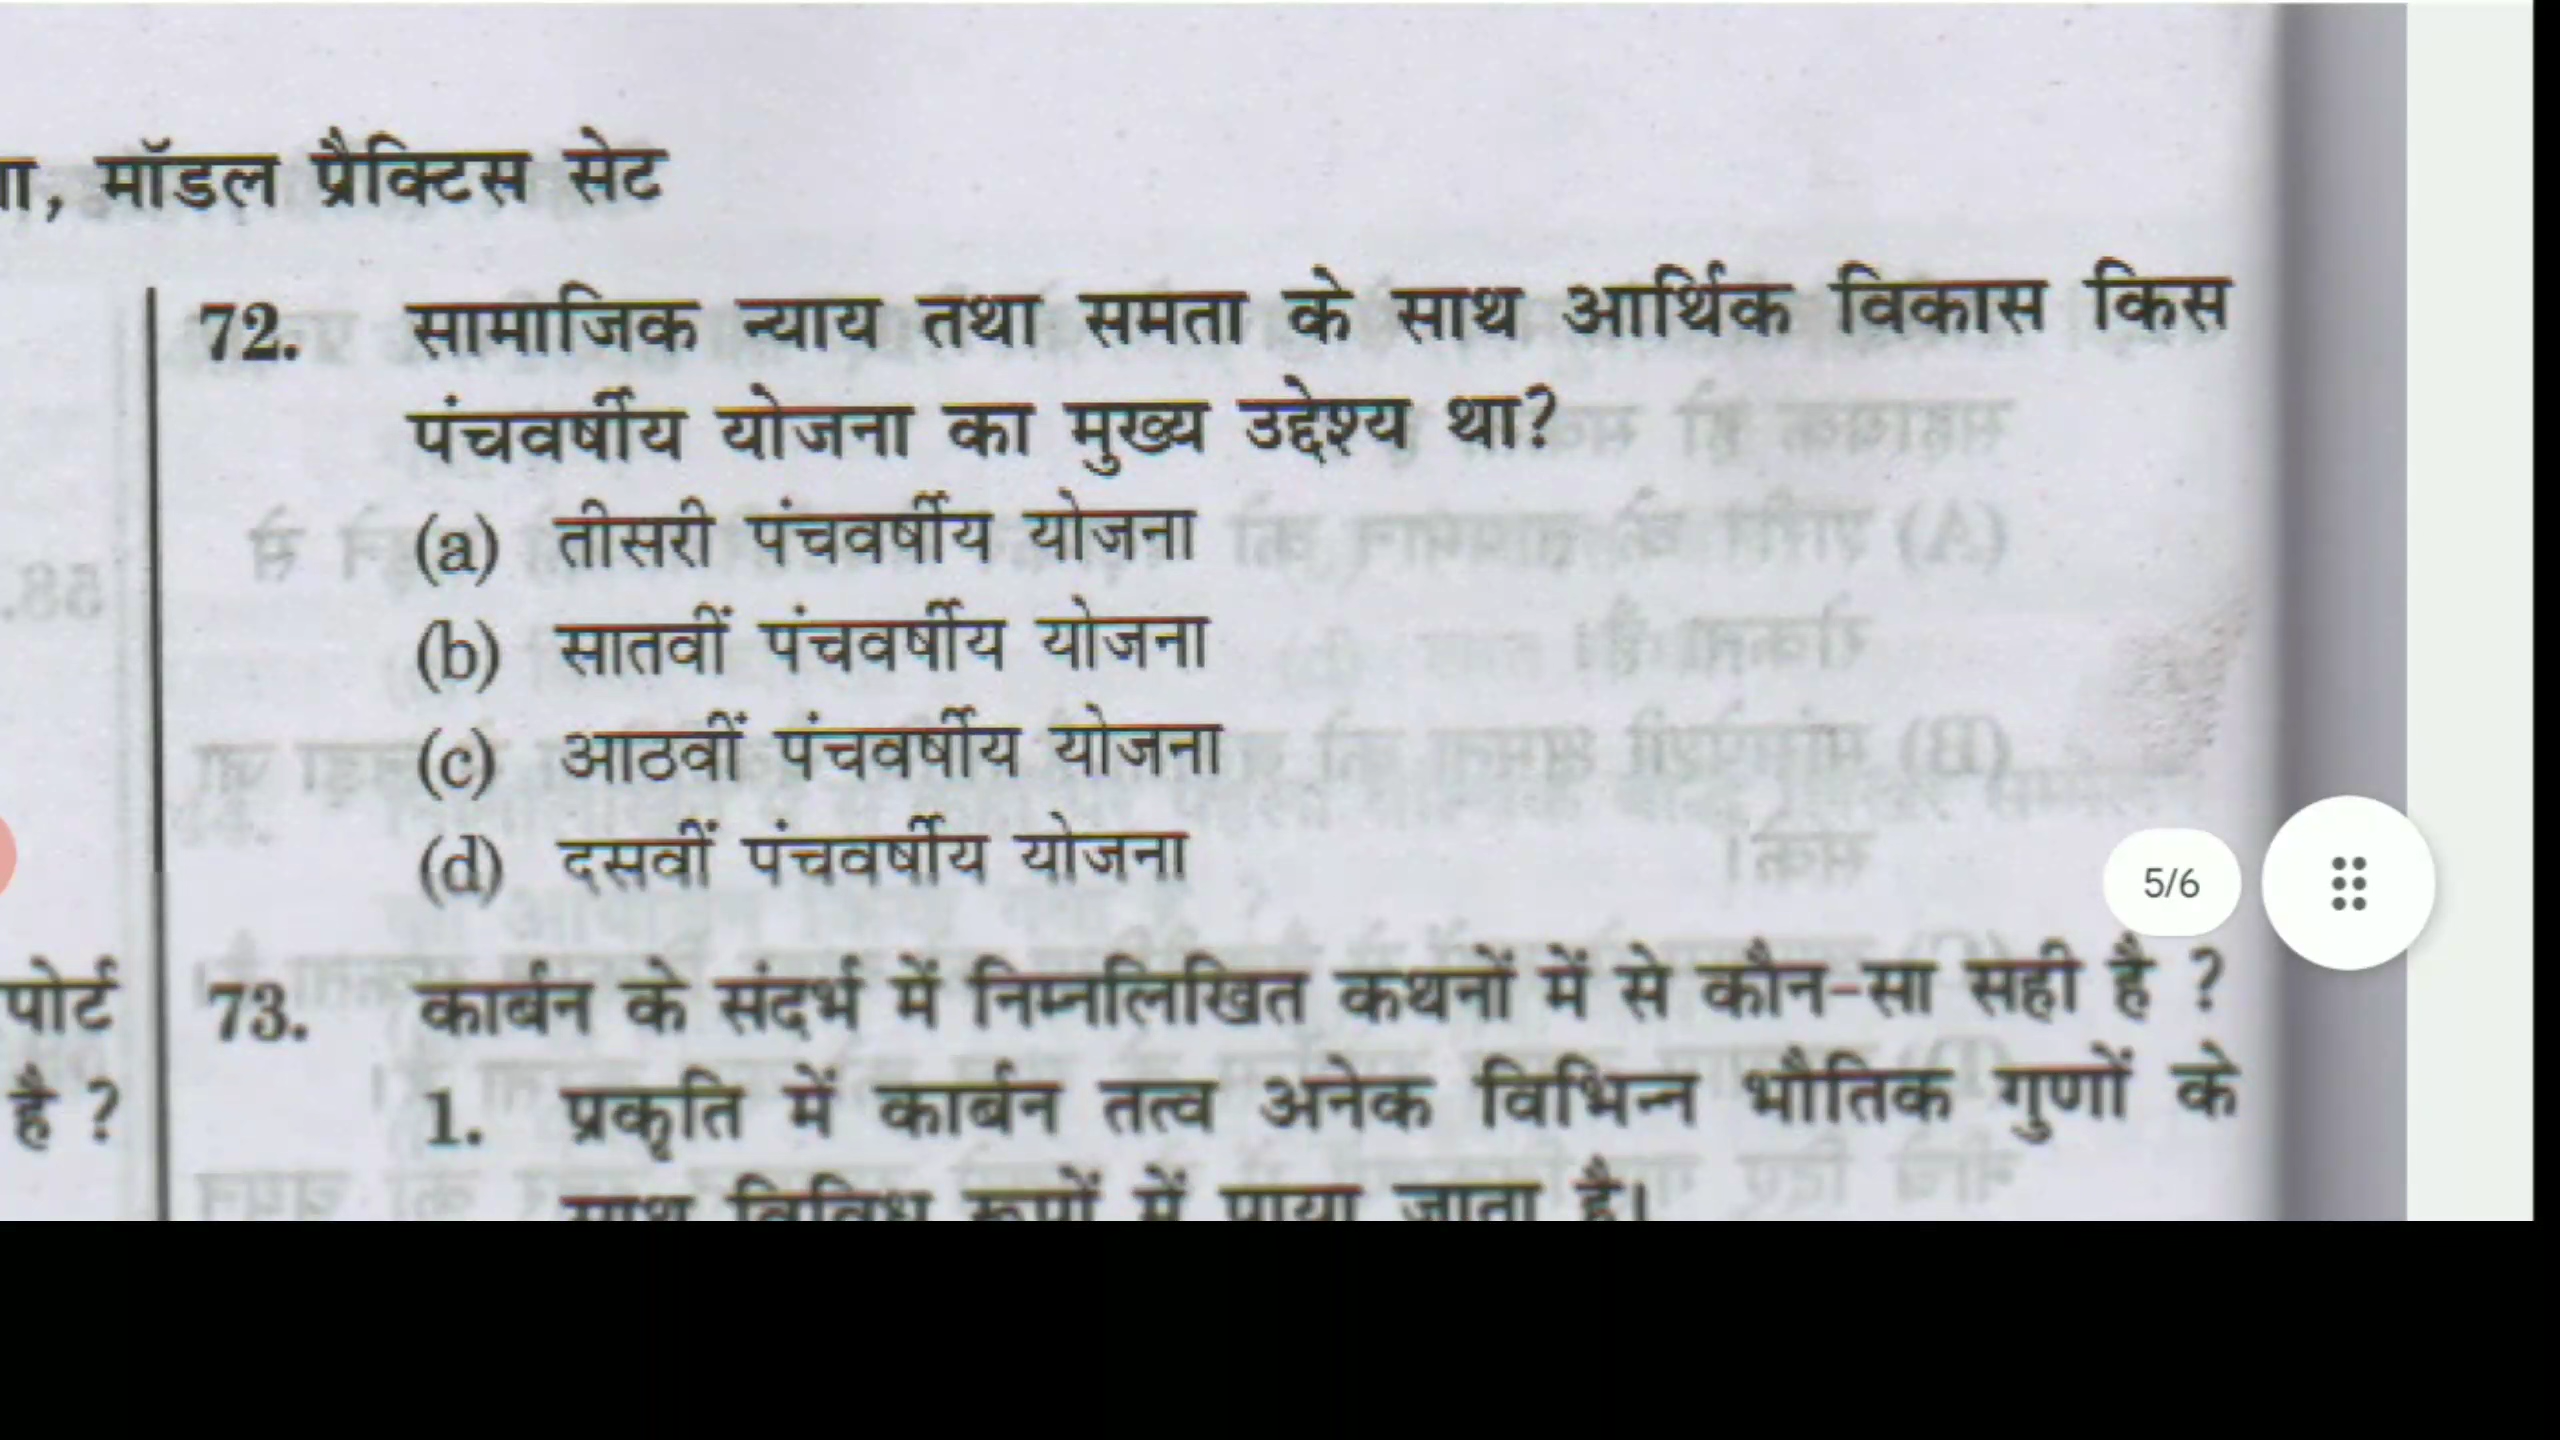 मॉडल प्रैक्टिस सेट
72. सामाजिक न्याय तथा समता के साथ आर्थिक विकास किस
पंचवर्षीय योजना का मुख्य उद्देश्य था?
(a) तीसरी पंचवर्षीय योजना
(b) सातवीं पंचवर्षीय योजना
(c) आठवीं पंचवर्षीय योजना
(d) दसवीं पंचवर्षीय योजना
5/6
पोर्ट
है ?
73. कार्बन के संदर्भ में निम्नलिखित कथनों में से कौन-सा सही है ?
1. प्रकृति में कार्बन तत्व अनेक विभिन्न भौतिक गुणों के
साथ विविध रूपों में पाया जाता है।